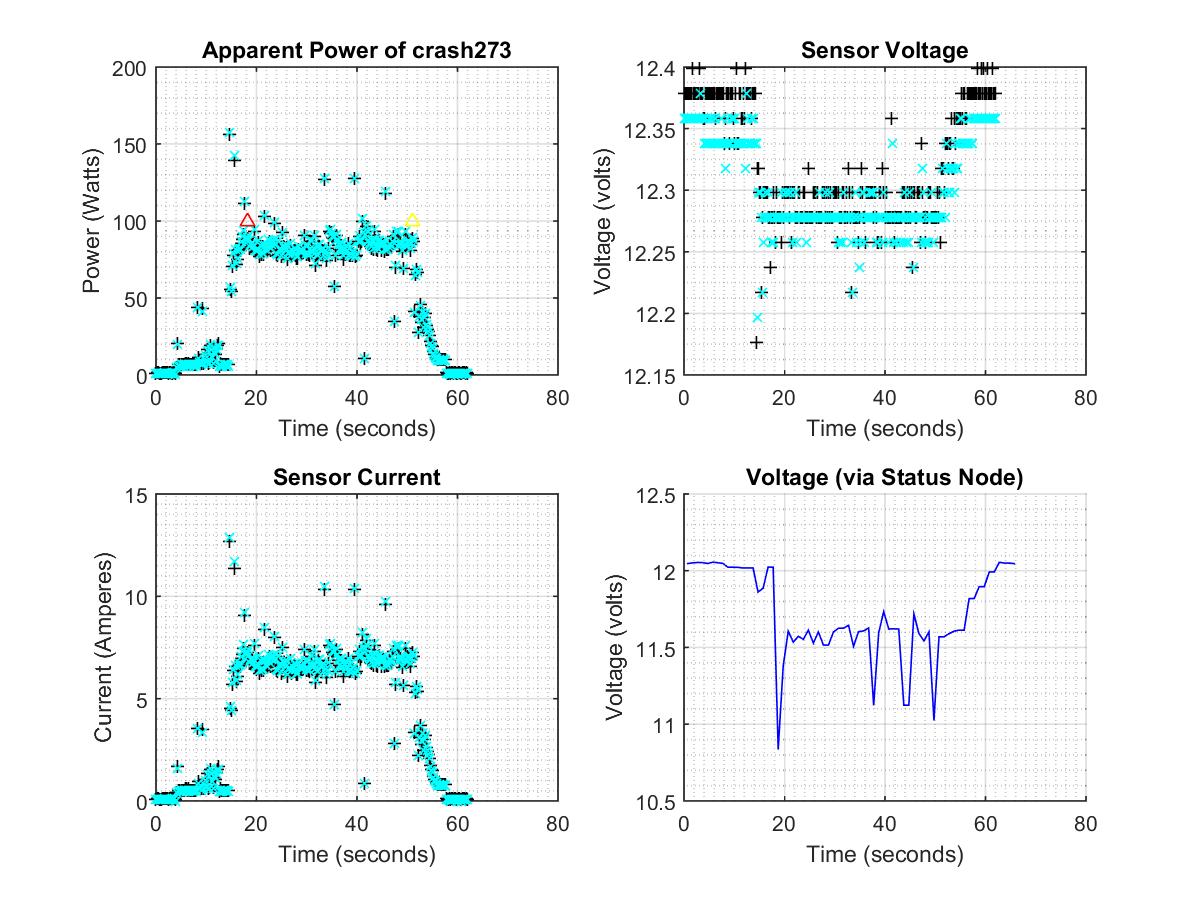 Apparent Power of crash273
200
150
100
50
0
Power (Watts)
0 20 40 60 80
Time (seconds)
Sensor Voltage
12.4
12.35
12.3
12.25
12.2
12.15
Voltage (volts)
0 20 40 60 80
Time (seconds)
Sensor Current
15
10
5
0
Current (Amperes)
0 20 40 60 80
Time (seconds)
Voltage (via Status Node)
12.5
12
11.5
11
10.5
Voltage (volts)
0 20 40 60 80
Time (seconds)